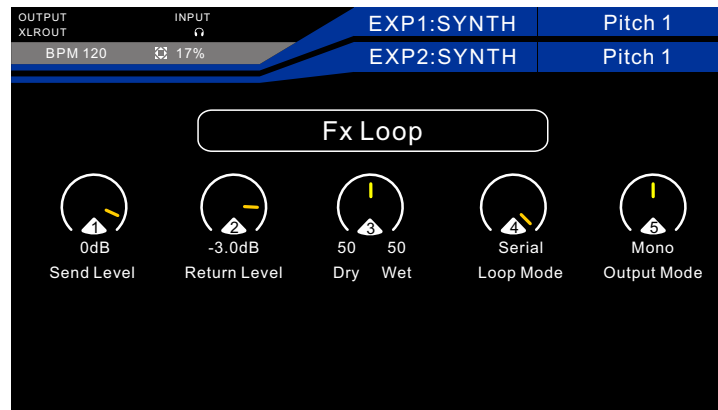 OUTPUT INPUT EXP1:SYNTH Pitch 1
XLROUT
BPM 120 17% EXP2:SYNTH Pitch 1
Fx Loop
1 2 3 4 5
0dB -3.0dB 50 50 Serial Mono
Send Level Return Level Dry Wet Loop Mode Output Mode